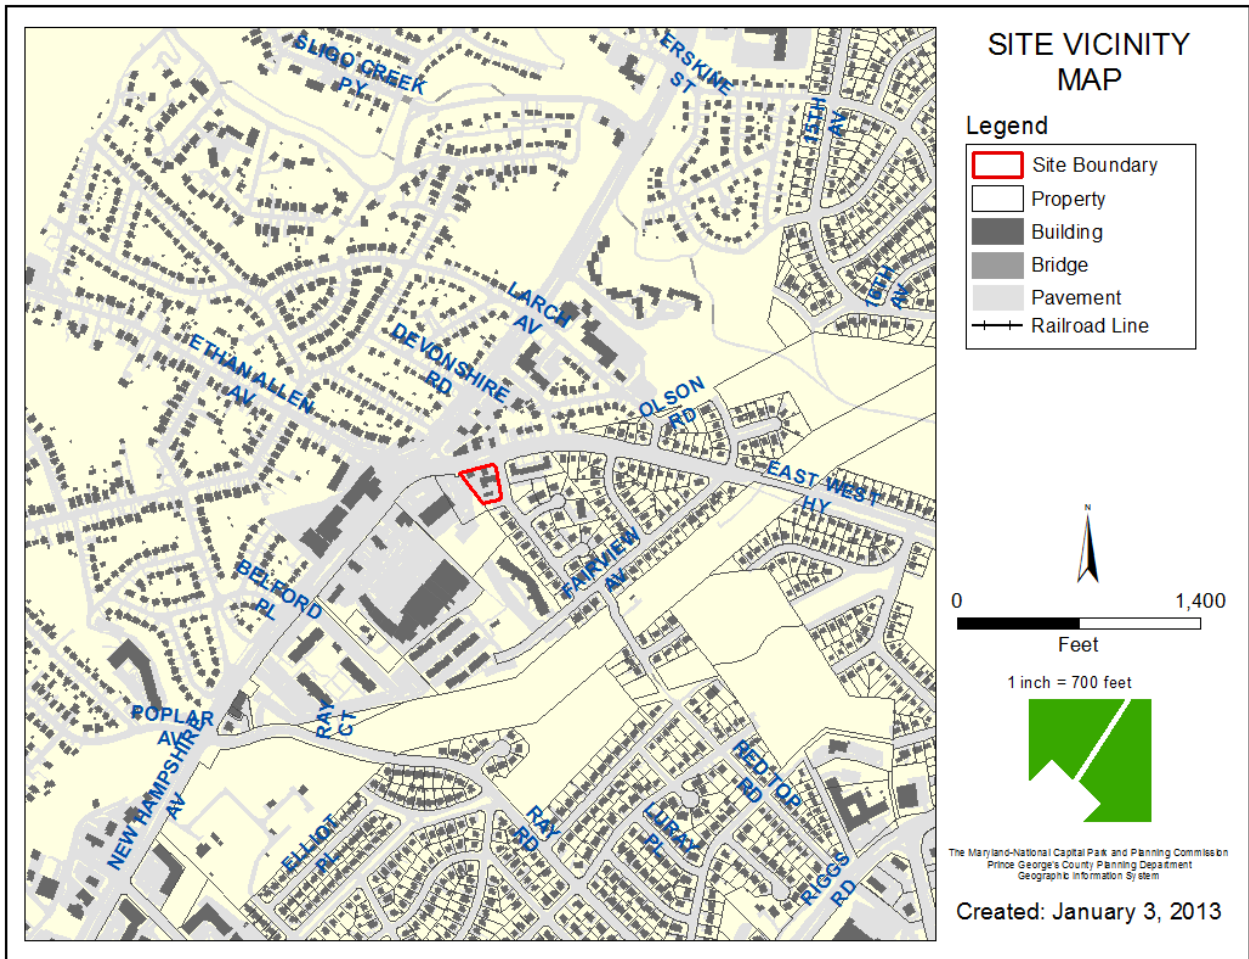 SLIGO CREEK
PY
ERSKINE
ST
15TH
AV
16TH
AV
LARCH
AV
DEVONSHIRE
RD
ETHAN ALLEN
AV
OLSON
RD
EAST WEST
HY
FAIRVIEW
AV
BELFORD
PL
POPLAR
AV
RAY
CT
NEW HAMPSHIRE
AV
ELLIOT
PL
RAY
RD
LURAY
PL
RED TOP
RD
RIGGS
RD
SITE VICINITY
MAP
Legend
Site Boundary
Property
Building
Bridge
Pavement
Railroad Line
N
0 1,400
Feet
1 inch = 700 feet
The Maryland-National Capital Park and Planning Commission
Prince George's County Planning Department
Geographic Information System
Created: January 3, 2013